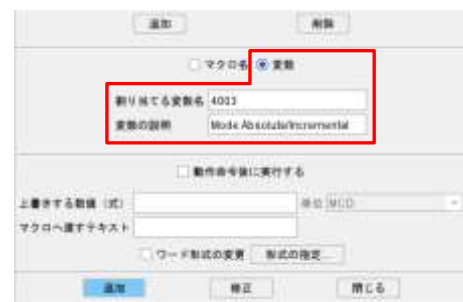 追加 削除
マクロ名 変数
割り当てる変数名 4003
変数の説明 Mode Absolute/Incremental
動作命令後に実行する
上書きする数値（式） 単位 MCD
マクロへ渡すテキスト
ワード形式の変更 形式の指定...
追加 修正 閉じる